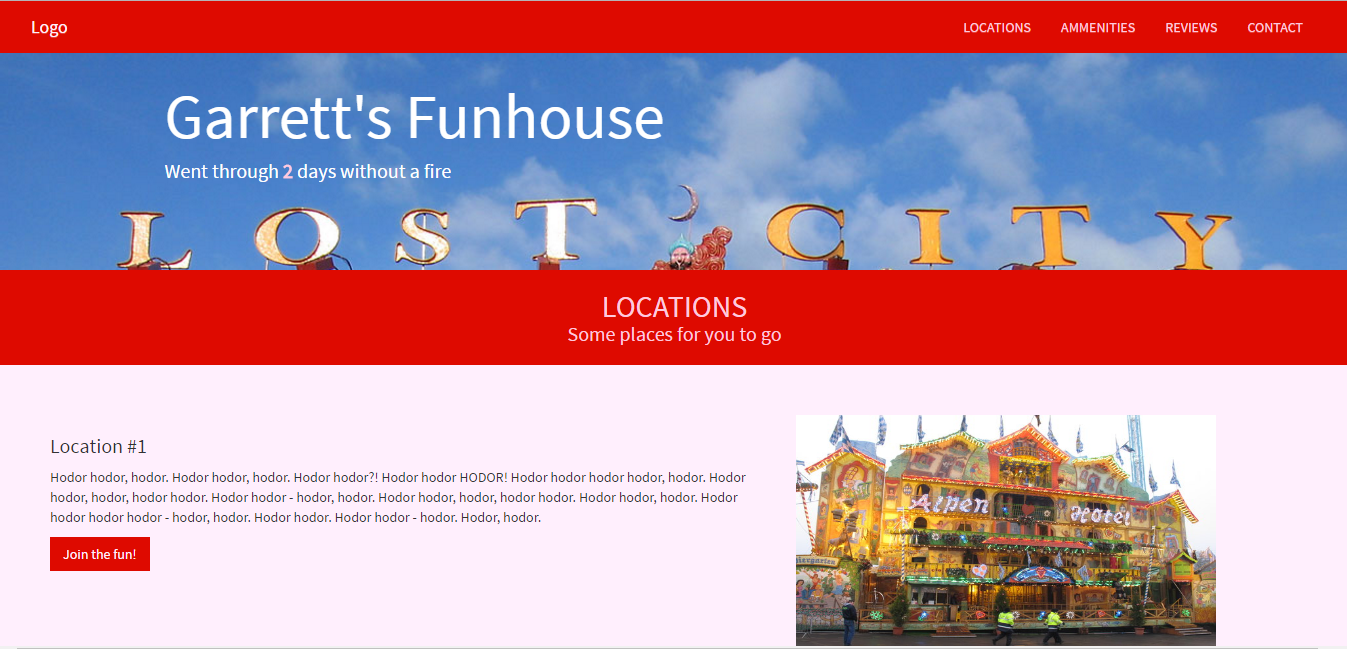 Logo
LOCATIONS AMMENITIES REVIEWS CONTACT
Garrett's Funhouse
Went through 2 days without a fire
LOST CITY
LOCATIONS
Some places for you to go
Location #1
Hodor hodor, hodor. Hodor hodor, hodor. Hodor hodor?! Hodor hodor HODOR! Hodor hodor hodor hodor, hodor. Hodor
hodor, hodor, hodor hodor. Hodor hodor - hodor, hodor. Hodor hodor, hodor, hodor hodor. Hodor hodor, hodor. Hodor
hodor hodor hodor - hodor, hodor. Hodor hodor. Hodor hodor - hodor. Hodor, hodor.
Join the fun!
Alpen Hotel